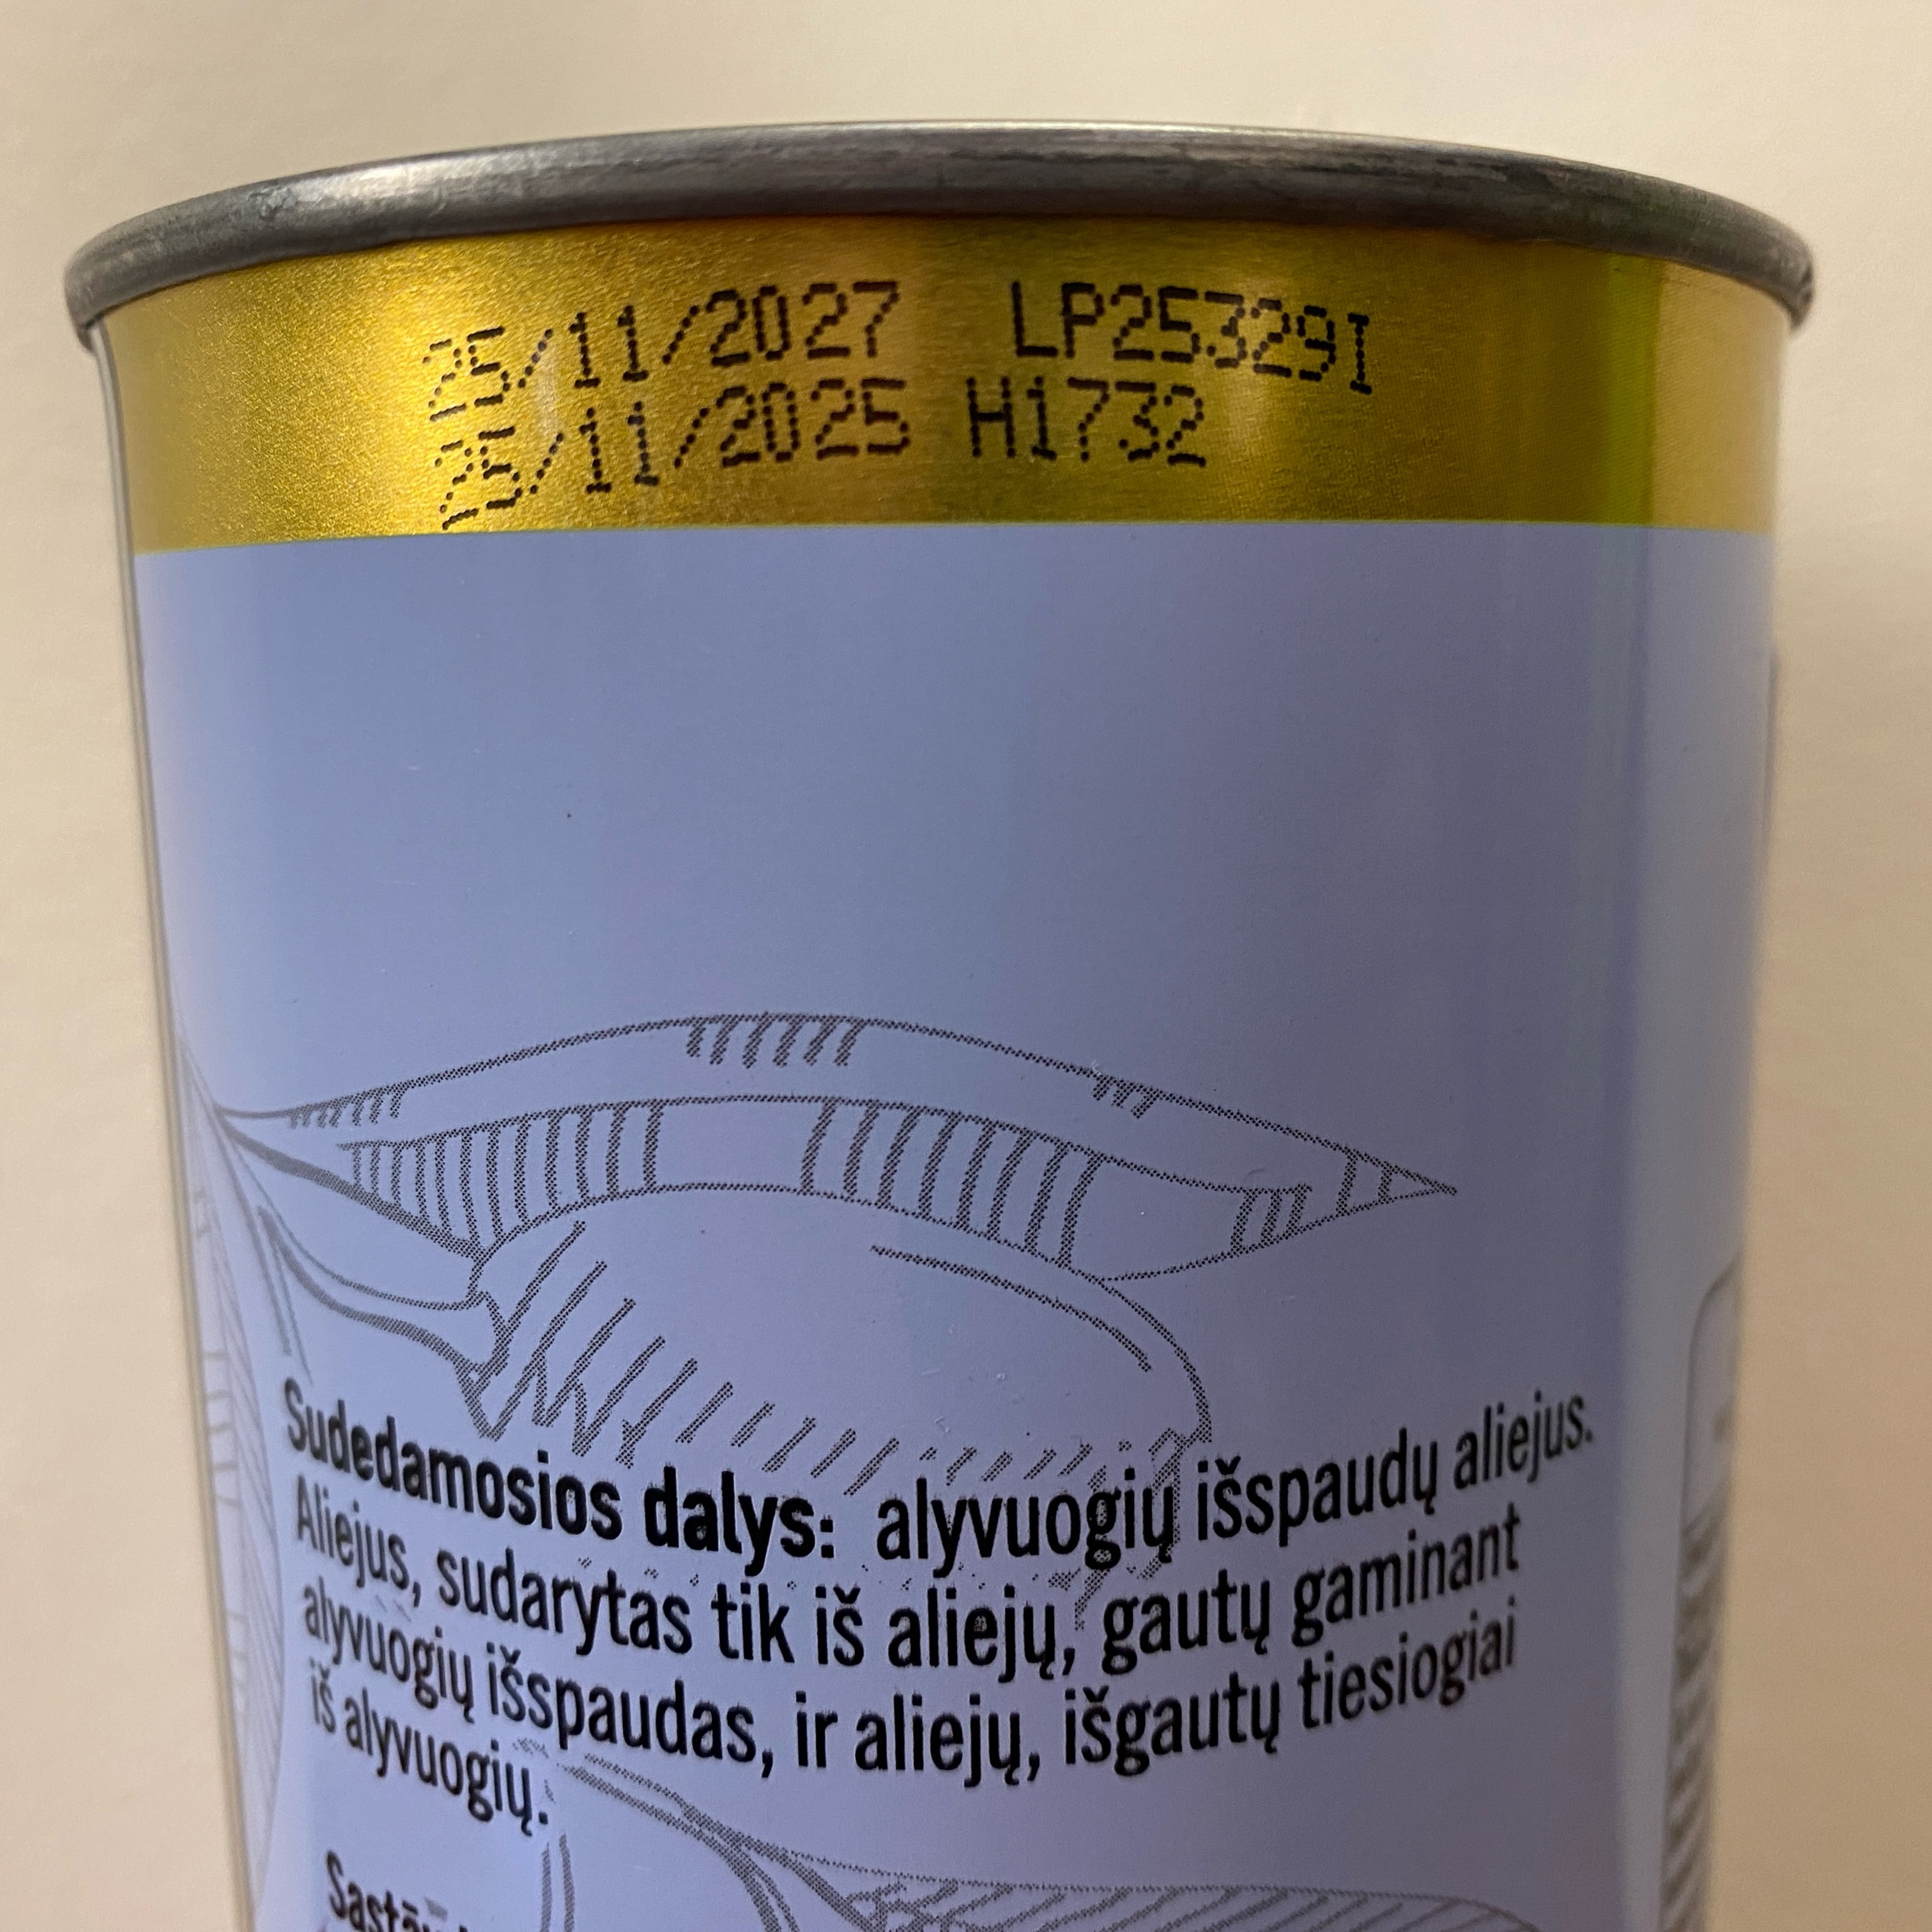 25/11/2027 LP25329I
25/11/2025 H1732
Sudedamosios dalys: alyvuogių išspaudų aliejus.
Aliejus, sudarytas tik iš aliejų, gautų gaminant
alyvuogių išspaudas, ir aliejų, išgautų tiesiogiai
iš alyvuogių.